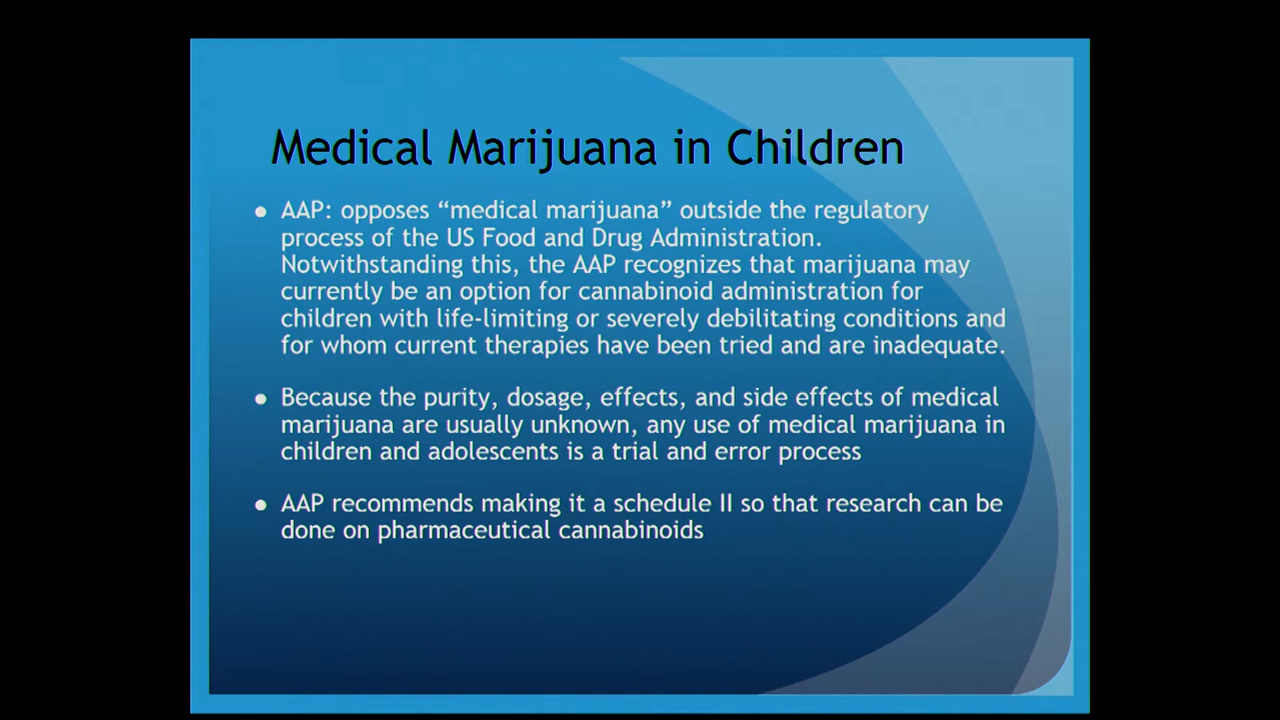 Medical Marijuana in Children
● AAP: opposes “medical marijuana” outside the regulatory
process of the US Food and Drug Administration.
Notwithstanding this, the AAP recognizes that marijuana may
currently be an option for cannabinoid administration for
children with life-limiting or severely debilitating conditions and
for whom current therapies have been tried and are inadequate.
● Because the purity, dosage, effects, and side effects of medical
marijuana are usually unknown, any use of medical marijuana in
children and adolescents is a trial and error process
● AAP recommends making it a schedule II so that research can be
done on pharmaceutical cannabinoids